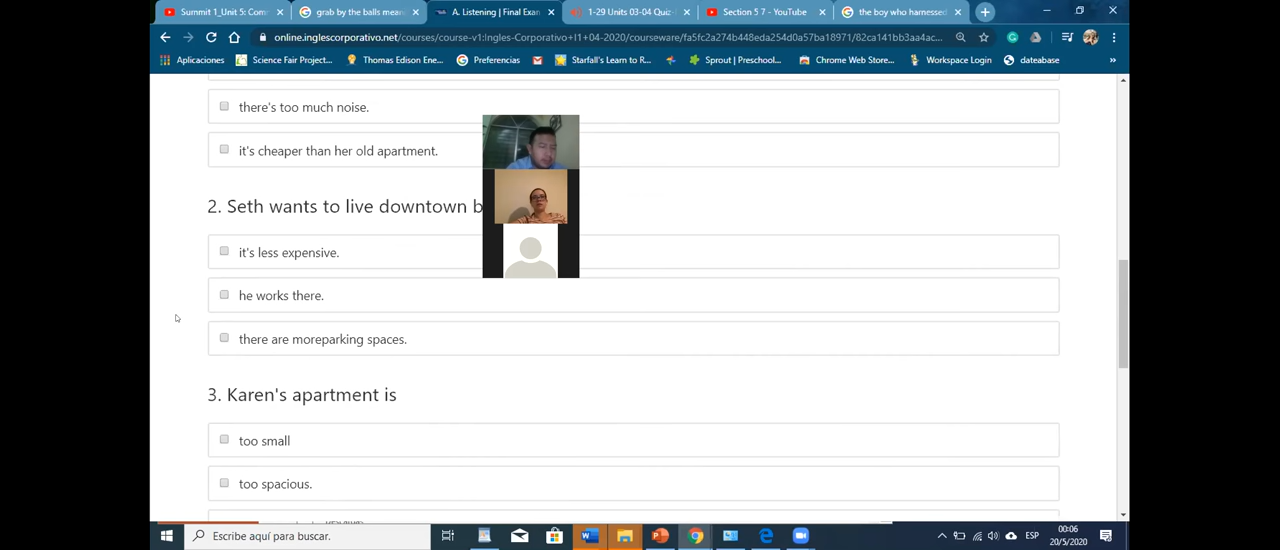 Summit 1_Unit 5: Com
grab by the balls mean
A. Listening | Final Exan
1-29 Units 03-04 Quiz-
Section 5 7 - YouTube
the boy who harnessed
online.inglescorporativo.net/courses/course-v1:Ingles-Corporativo+I1+04-2020/courseware/fa5fc2a274b448eda254d0a57ba18971/82ca141bb3aa4ac...
Aplicaciones
Science Fair Project...
Thomas Edison Ene...
Preferencias
Starfall's Learn to R...
Sprout | Preschool...
Chrome Web Store...
Workspace Login
dateabase
»
there's too much noise.
it's cheaper than her old apartment.
2. Seth wants to live downtown b
it's less expensive.
he works there.
there are moreparking spaces.
3. Karen's apartment is
too small
too spacious.
Escribe aquí para buscar.
ESP
00:06
20/5/2020